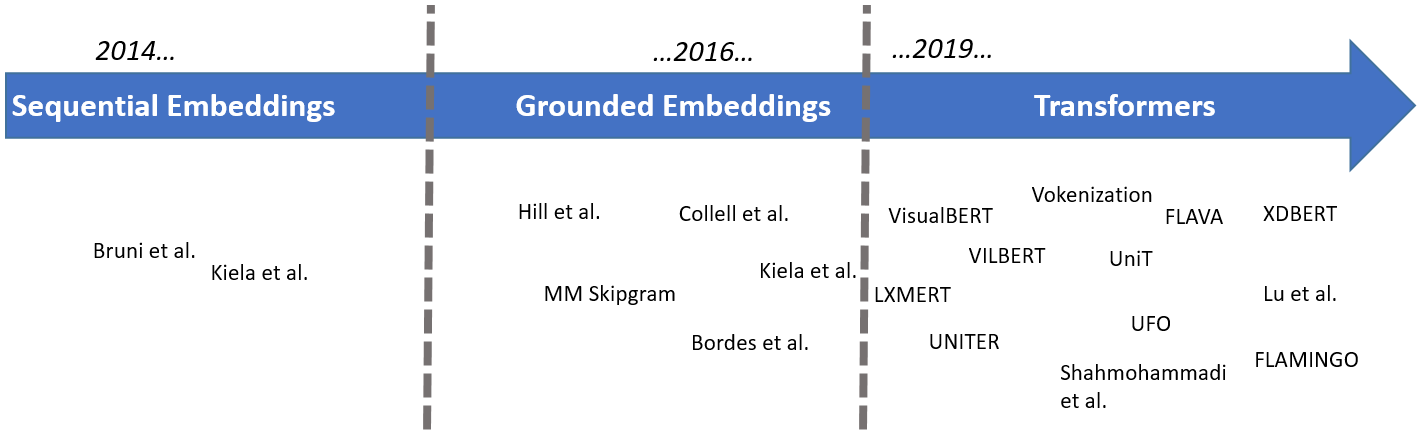 2014...
...2016...
...2019...
Sequential Embeddings
Grounded Embeddings
Transformers
Bruni et al.
Kiela et al.
Hill et al.
Collell et al.
Kiela et al.
MM Skipgram
Bordes et al.
VisualBERT
Vokenization
FLAVA
XDBERT
VILBERT
UniT
LXMERT
Lu et al.
UFO
UNITER
FLAMINGO
Shahmohammadi
et al.